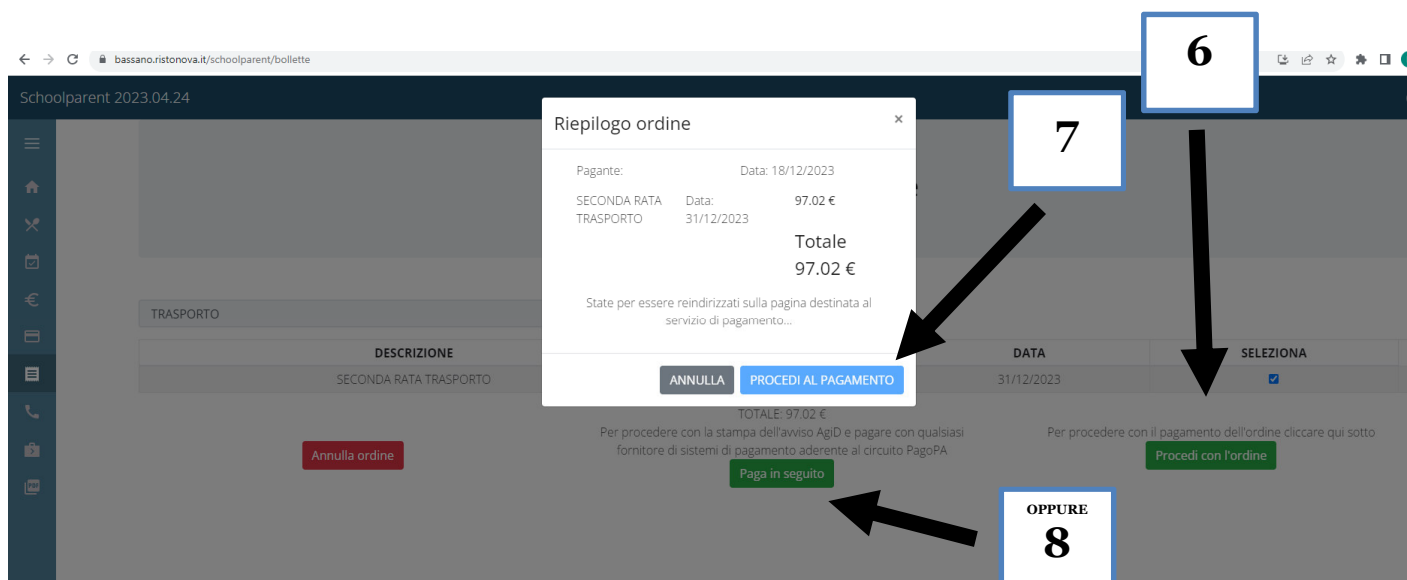 6
bassano.ristonova.it/schoolparent/bollette
Schoolparent 2023.04.24
7
Riepilogo ordine ×
Pagante: Data: 18/12/2023
SECONDA RATA TRASPORTO Data: 31/12/2023 97.02 €
Totale
97.02 €
State per essere reindirizzati sulla pagina destinata al
servizio di pagamento...
ANNULLA PROCEDI AL PAGAMENTO
TRASPORTO
DESCRIZIONE DATA SELEZIONA
SECONDA RATA TRASPORTO 31/12/2023
TOTALE: 97.02 €
Per procedere con la stampa dell'avviso AgiD e pagare con qualsiasi
fornitore di sistemi di pagamento aderente al circuito PagoPA
Per procedere con il pagamento dell'ordine cliccare qui sotto
Annulla ordine
Paga in seguito
Procedi con l'ordine
OPPURE
8